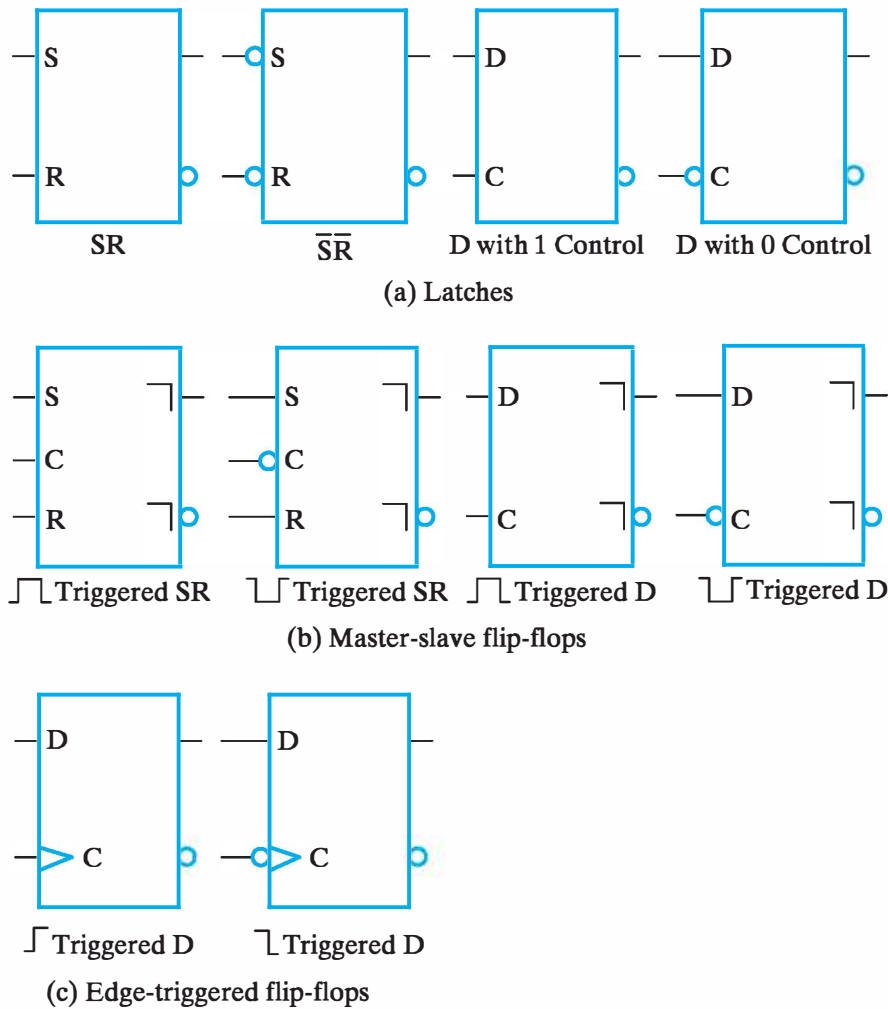 S S D D
R R C C
SR S̅R̅ D with 1 Control D with 0 Control
(a) Latches
S S D D
C C
R R C C
Triggered SR Triggered SR Triggered D Triggered D
(b) Master-slave flip-flops
D D
C C
Triggered D Triggered D
(c) Edge-triggered flip-flops